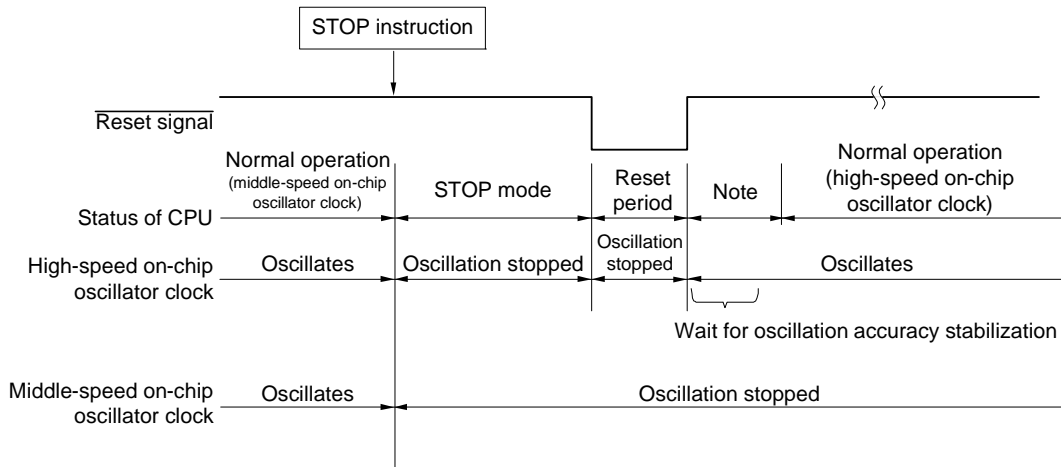 STOP instruction
Reset signal
Normal operation
(middle-speed on-chip
oscillator clock)
STOP mode
Reset
period
Note
Normal operation
(high-speed on-chip
oscillator clock)
Status of CPU
High-speed on-chip
oscillator clock
Oscillates
Oscillation stopped
Oscillation
stopped
Oscillates
Wait for oscillation accuracy stabilization
Middle-speed on-chip
oscillator clock
Oscillates
Oscillation stopped